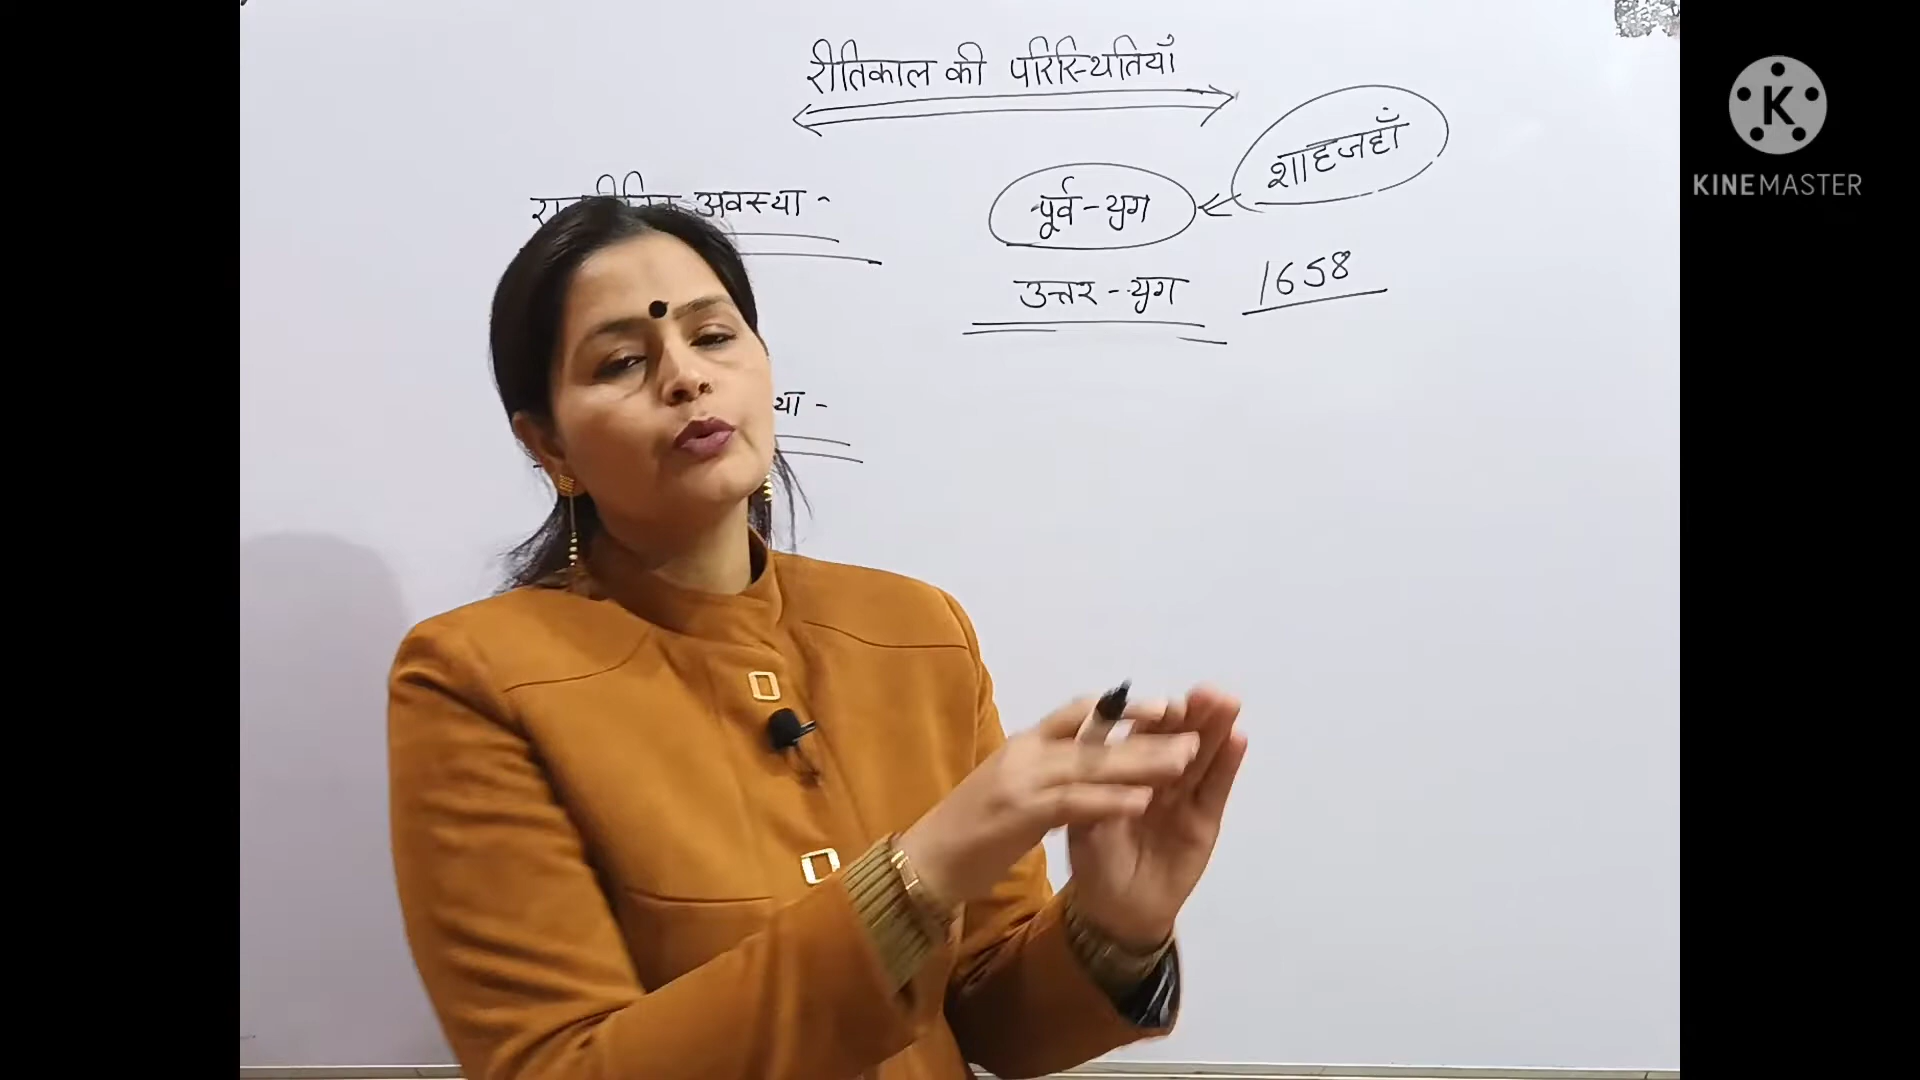 रीतिकाल की परिस्थितियाँ
शाहजहाँ
अवस्था -
पूर्व - युग
उत्तर - युग 1658
था -
KINEMASTER